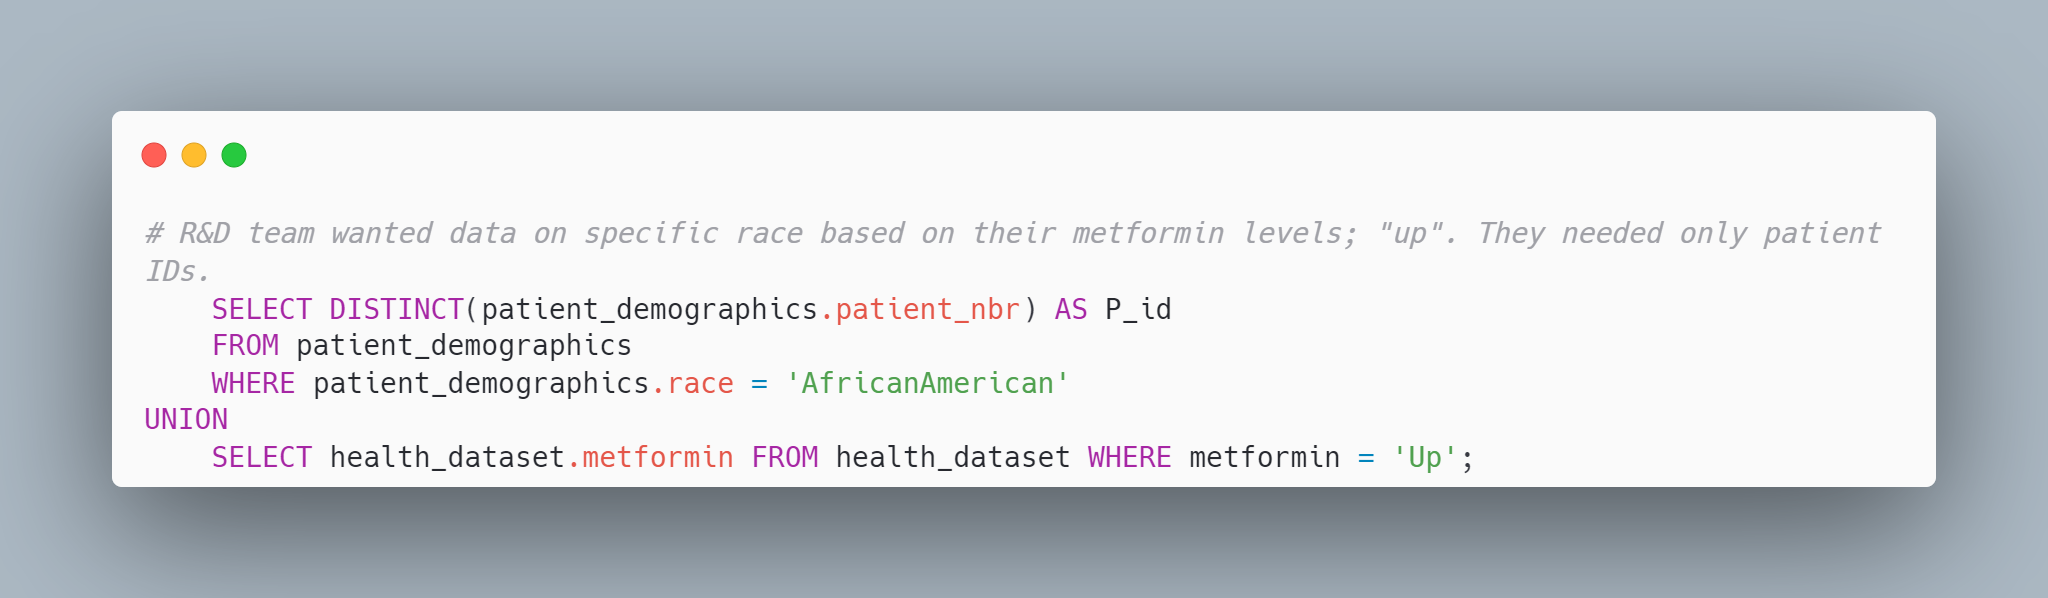 # R&D team wanted data on specific race based on their metformin levels; "up". They needed only patient
IDs.
    SELECT DISTINCT(patient_demographics.patient_nbr) AS P_id
    FROM patient_demographics
    WHERE patient_demographics.race = 'AfricanAmerican'
UNION
    SELECT health_dataset.metformin FROM health_dataset WHERE metformin = 'Up';